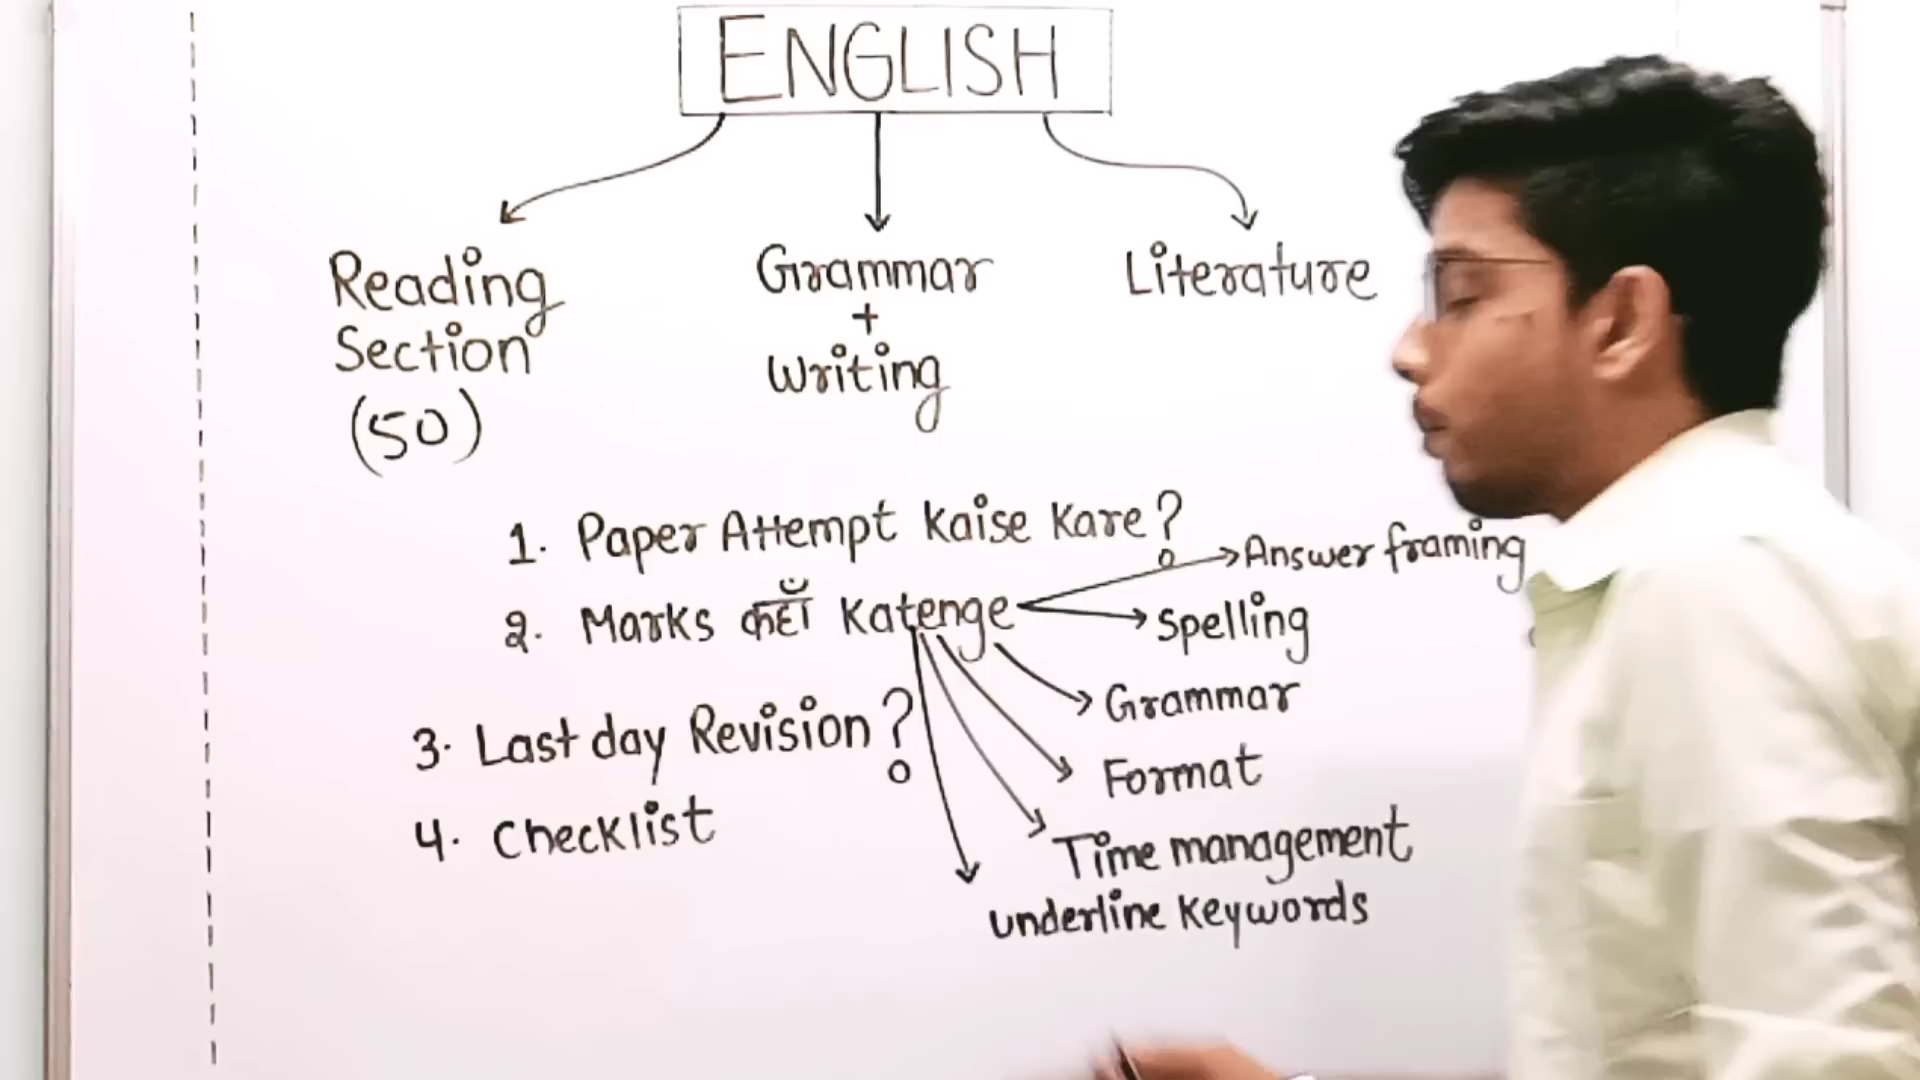 ENGLISH
Reading
Section
(50)
Grammar
+
Writing
Literature
1. Paper Attempt Kaise Kare?
2. Marks कहाँ Katenge
Answer framing
Spelling
Grammar
Format
Time management
underline Keywords
3. Last day Revision?
4. Checklist